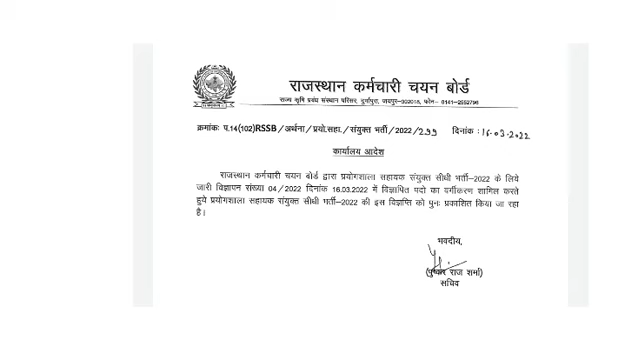 राजस्थान कर्मचारी चयन बोर्ड
राज्य कृषि प्रबंध संस्थान परिसर, दुर्गापुरा, जयपुर–302018, फोन– 0141–2552796
क्रमांकः प.14(102)RSSB/अर्थना/प्रयो.सहा./संयुक्त भर्ती/2022/299 दिनांक : 16-03-2022
कार्यालय आदेश
राजस्थान कर्मचारी चयन बोर्ड द्वारा प्रयोगशाला सहायक संयुक्त सीधी भर्ती–2022 के लिये
जारी विज्ञापन संख्या 04/2022 दिनांक 16.03.2022 में विज्ञापित पदो का वर्गीकरण शामिल करते
हुये प्रयोगशाला सहायक संयुक्त सीधी भर्ती–2022 की इस विज्ञप्ति को पुनः प्रकाशित किया जा रहा
है।
भवदीय,
राज शर्मा)
सचिव